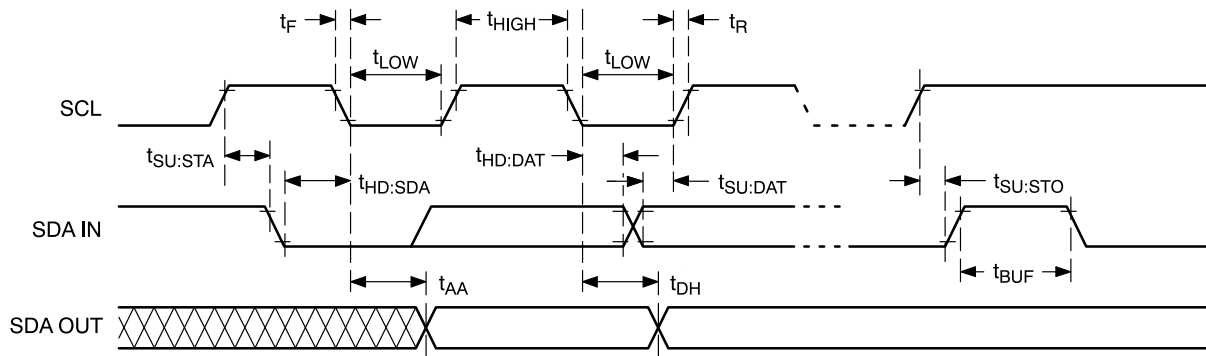 tF tHIGH tR
tLOW tLOW
SCL
tSU:STA tHD:DAT
tHD:SDA tSU:DAT tSU:STO
SDA IN
tAA tDH tBUF
SDA OUT